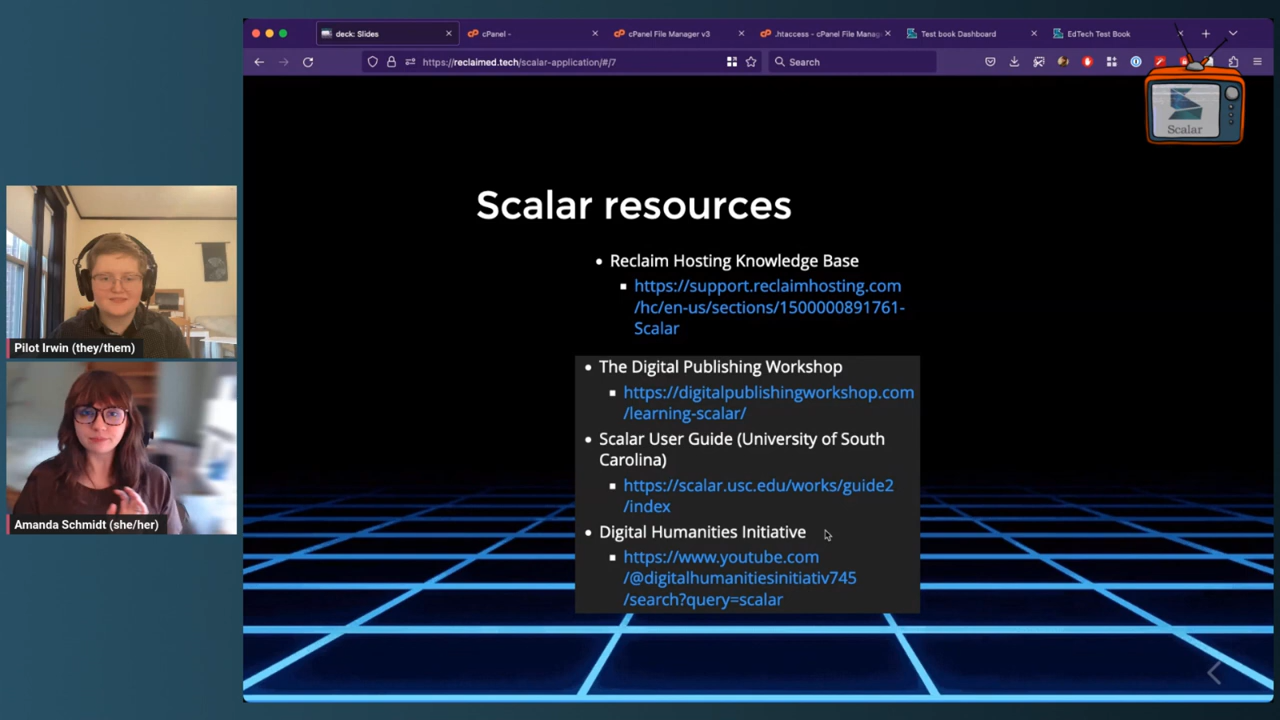 deck: Slides
cPanel -
cPanel File Manager v3
.htaccess - cPanel File Manag
Test book Dashboard
EdTech Test Book
https://reclaimed.tech/scalar-application/#/7
Search
Scalar
Scalar resources
Reclaim Hosting Knowledge Base
https://support.reclaimhosting.com
/hc/en-us/sections/1500000891761-
Scalar
The Digital Publishing Workshop
https://digitalpublishingworkshop.com
/learning-scalar/
Scalar User Guide (University of South
Carolina)
https://scalar.usc.edu/works/guide2
/index
Digital Humanities Initiative
https://www.youtube.com
/@digitalhumanitiesinitiativ745
/search?query=scalar
Pilot Irwin (they/them)
Amanda Schmidt (she/her)